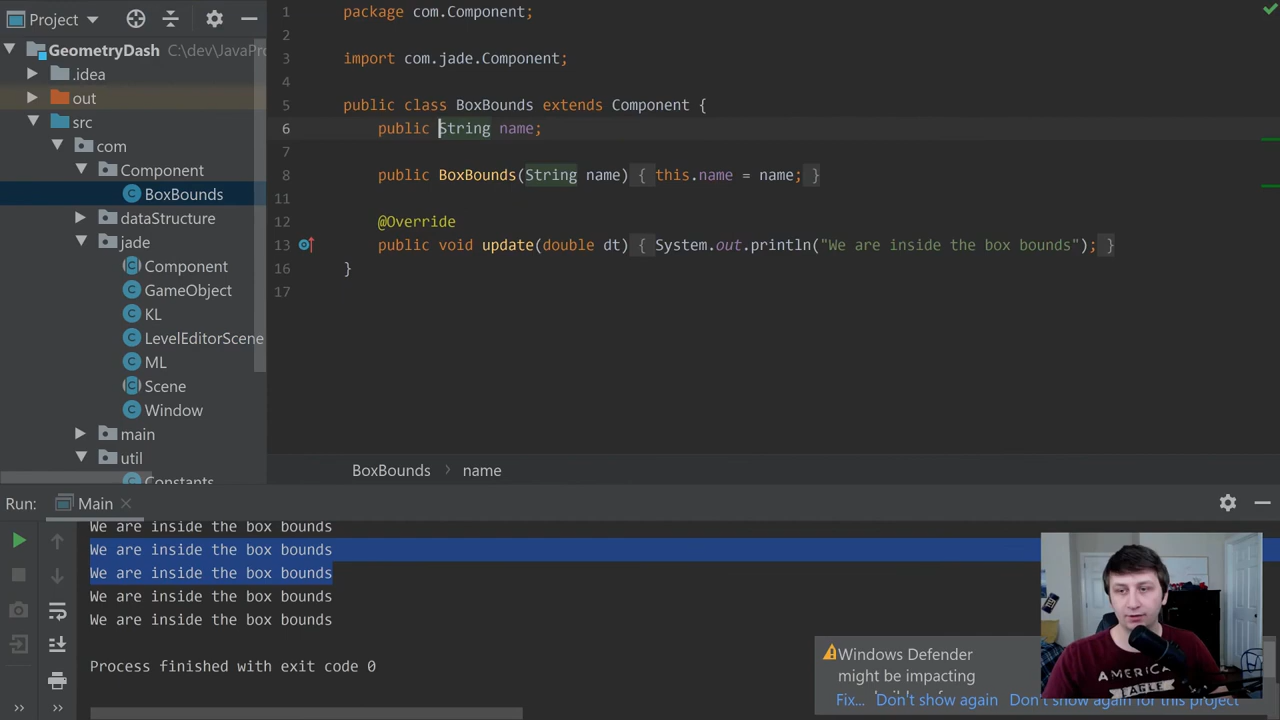 Project
GeometryDash C:\dev\JavaPro
.idea
out
src
com
Component
BoxBounds
dataStructure
jade
Component
GameObject
KL
LevelEditorScene
ML
Scene
Window
main
util
Constants
1 package com.Component;
2
3 import com.jade.Component;
4
5 public class BoxBounds extends Component {
6 public String name;
7
8 public BoxBounds(String name) { this.name = name; }
11
12 @Override
13 public void update(double dt) { System.out.println("We are inside the box bounds"); }
16 }
17
BoxBounds > name
Run: Main
We are inside the box bounds
We are inside the box bounds
We are inside the box bounds
We are inside the box bounds
We are inside the box bounds
Process finished with exit code 0
Windows Defender
might be impacting
Fix... Don't show again Don't show again for this project
AMERICA
EAGLE